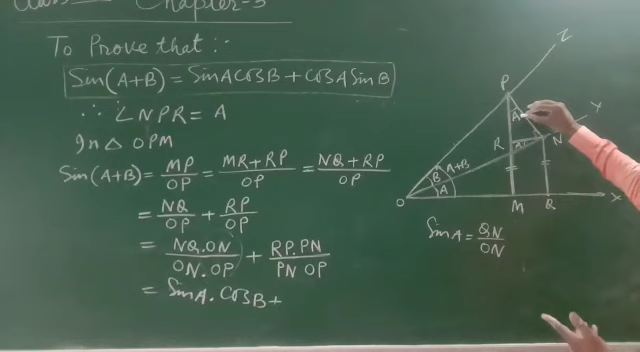 Chapter-3
To Prove that :-
Sin(A+B) = SinACosB + CosASinB
∴ ∠NPR = A
In △ OPM
Sin(A+B) = MP/OP = MR+RP/OP = NQ+RP/OP
= NQ/OP + RP/OP
= NQ.ON/ON.OP + RP.PN/PN OP
= SinA. CosB +
Z
P
A
Y
R
A
N
B
A+B
A
O
M
Q
X
SinA = QN/ON